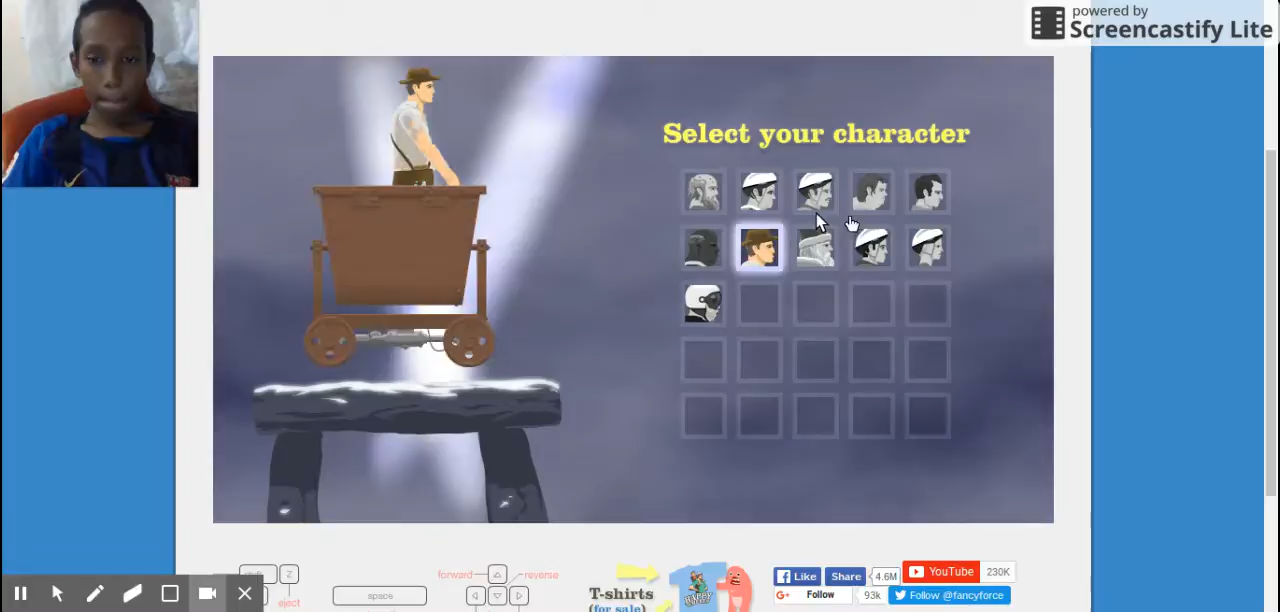 powered by
Screencastify Lite
Select your character
forward
reverse
Z
space
eject
T-shirts
(for sale)
Like
Share
4.6M
YouTube
230K
G+ Follow
93k
Follow @fancyforce